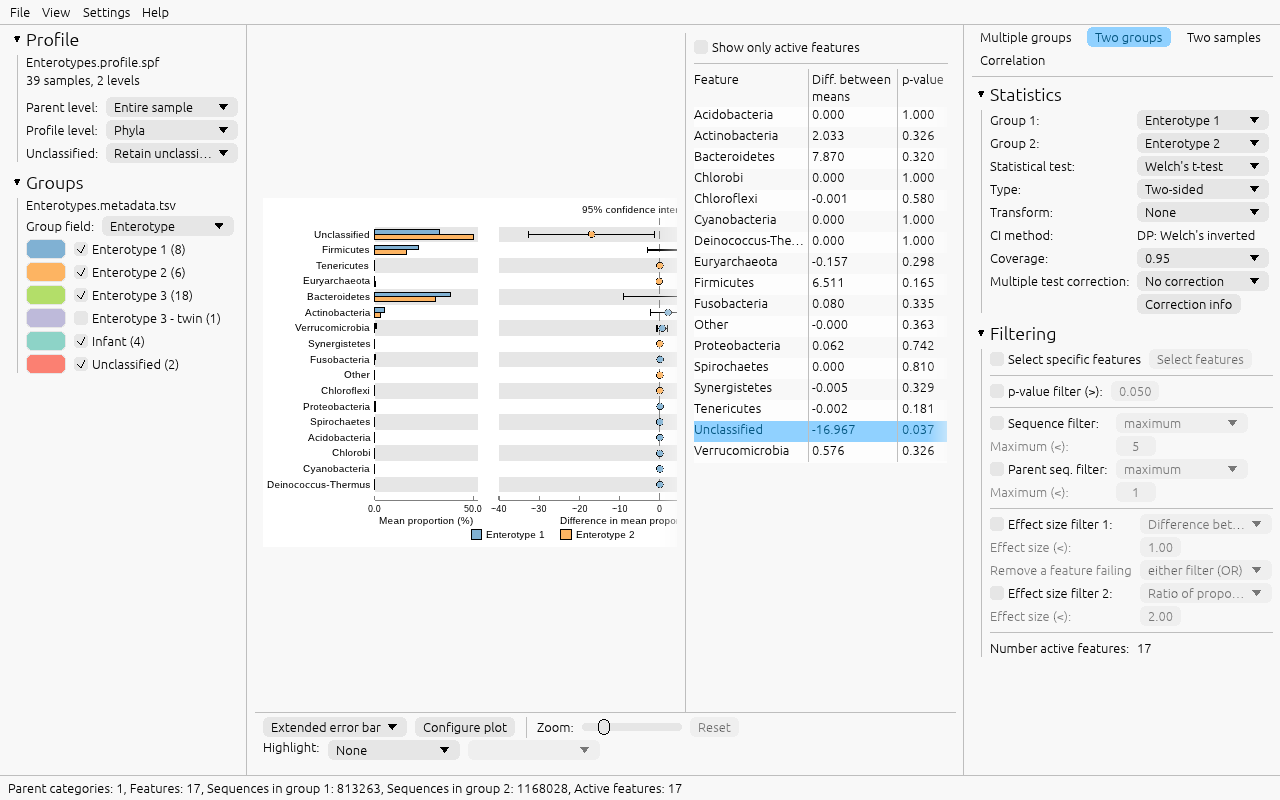 File View Settings Help
Profile
Enterotypes.profile.spf
39 samples, 2 levels
Parent level: Entire sample
Profile level: Phyla
Unclassified: Retain unclassi...
Groups
Enterotypes.metadata.tsv
Group field: Enterotype
Enterotype 1 (8)
Enterotype 2 (6)
Enterotype 3 (18)
Enterotype 3 - twin (1)
Infant (4)
Unclassified (2)
95% confidence inter
Unclassified
Firmicutes
Tenericutes
Euryarchaeota
Bacteroidetes
Actinobacteria
Verrucomicrobia
Synergistetes
Fusobacteria
Other
Chloroflexi
Proteobacteria
Spirochaetes
Acidobacteria
Chlorobi
Cyanobacteria
Deinococcus-Thermus
0.0 50.0 −40 −30 −20 −10 0
Mean proportion (%) Difference in mean propo
Enterotype 1 Enterotype 2
Extended error bar Configure plot Zoom: Reset
Highlight: None
Show only active features
Feature Diff. between means p-value
Acidobacteria 0.000 1.000
Actinobacteria 2.033 0.326
Bacteroidetes 7.870 0.320
Chlorobi 0.000 1.000
Chloroflexi -0.001 0.580
Cyanobacteria 0.000 1.000
Deinococcus-The... 0.000 1.000
Euryarchaeota -0.157 0.298
Firmicutes 6.511 0.165
Fusobacteria 0.080 0.335
Other -0.000 0.363
Proteobacteria 0.062 0.742
Spirochaetes 0.000 0.810
Synergistetes -0.005 0.329
Tenericutes -0.002 0.181
Unclassified -16.967 0.037
Verrucomicrobia 0.576 0.326
Multiple groups Two groups Two samples
Correlation
Statistics
Group 1: Enterotype 1
Group 2: Enterotype 2
Statistical test: Welch's t-test
Type: Two-sided
Transform: None
CI method: DP: Welch's inverted
Coverage: 0.95
Multiple test correction: No correction
Correction info
Filtering
Select specific features Select features
p-value filter (>): 0.050
Sequence filter: maximum
Maximum (<): 5
Parent seq. filter: maximum
Maximum (<): 1
Effect size filter 1: Difference bet...
Effect size (<): 1.00
Remove a feature failing either filter (OR)
Effect size filter 2: Ratio of propo...
Effect size (<): 2.00
Number active features: 17
Parent categories: 1, Features: 17, Sequences in group 1: 813263, Sequences in group 2: 1168028, Active features: 17